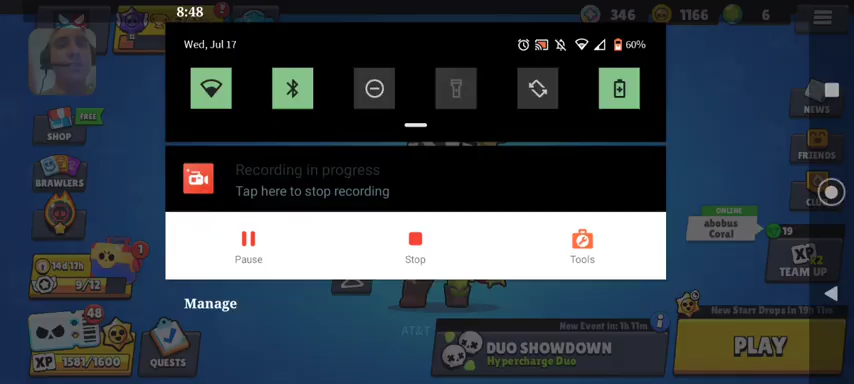 8:48
346
1166
6
Wed, Jul 17
60%
FREE
SHOP
NEWS
Recording in progress
Tap here to stop recording
BRAWLERS
FRIENDS
CLUB
ONLINE
abobus
Coral
19
1
14d 17h
9/12
Pause
Stop
Tools
XP
X2
TEAM UP
Manage
48
New Starr Drops in 19h 11m
New Event in: 1h 11m
AT&T
DUO SHOWDOWN
Hypercharge Duo
PLAY
XP
1581/1600
QUESTS